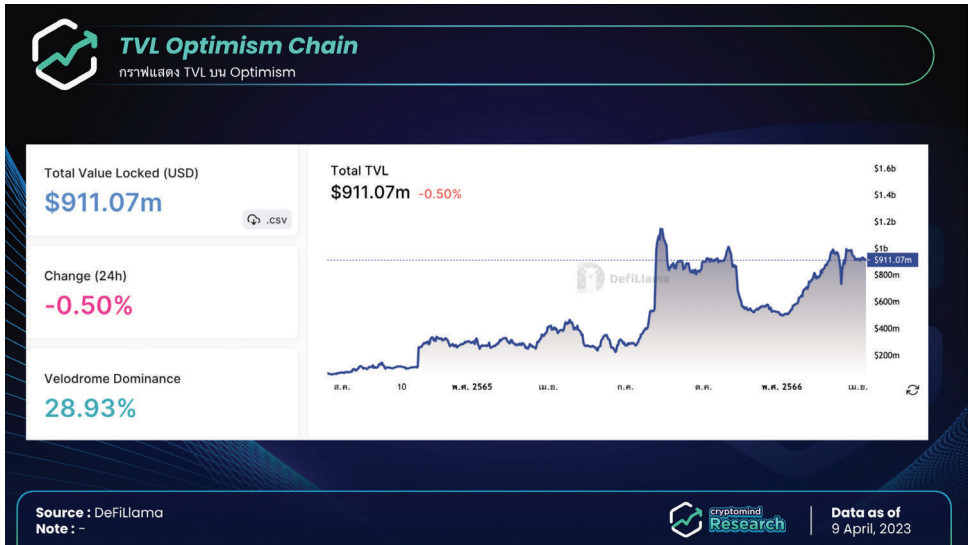 TVL Optimism Chain
กราฟแสดง TVL บน Optimism
Total Value Locked (USD)
$911.07m
.csv
Change (24h)
-0.50%
Velodrome Dominance
28.93%
Total TVL
$911.07m -0.50%
DefiLlama
$1.6b
$1.4b
$1.2b
$1b
$911.07m
$800m
$600m
$400m
$200m
ส.ค. 10 พ.ศ. 2565 เม.ย. ก.ค. ต.ค. พ.ศ. 2566 เม.ย.
Source : DeFiLlama
Note : -
cryptomind
Research
Data as of
9 April, 2023